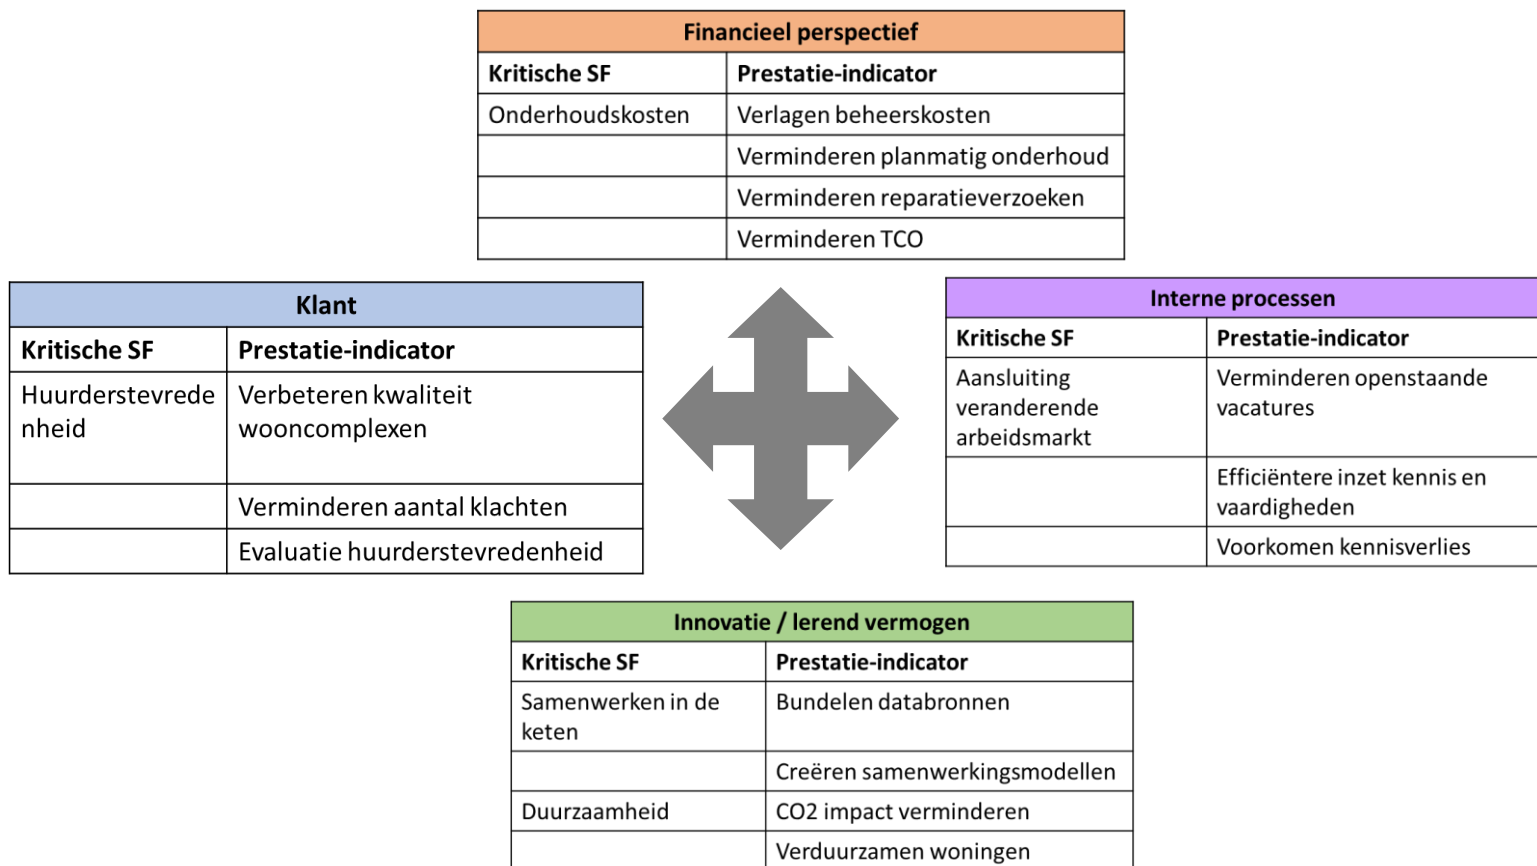 Financieel perspectief
Kritische SF Prestatie-indicator
Onderhoudskosten Verlagen beheerskosten
Verminderen planmatig onderhoud
Verminderen reparatieverzoeken
Verminderen TCO
Klant
Kritische SF Prestatie-indicator
Huurderstevrede Verbeteren kwaliteit
nheid wooncomplexen
Verminderen aantal klachten
Evaluatie huurderstevredenheid
Interne processen
Kritische SF Prestatie-indicator
Aansluiting Verminderen openstaande
veranderende vacatures
arbeidsmarkt
Efficiëntere inzet kennis en
vaardigheden
Voorkomen kennisverlies
Innovatie / lerend vermogen
Kritische SF Prestatie-indicator
Samenwerken in de Bundelen databronnen
keten
Creëren samenwerkingsmodellen
Duurzaamheid CO2 impact verminderen
Verduurzamen woningen